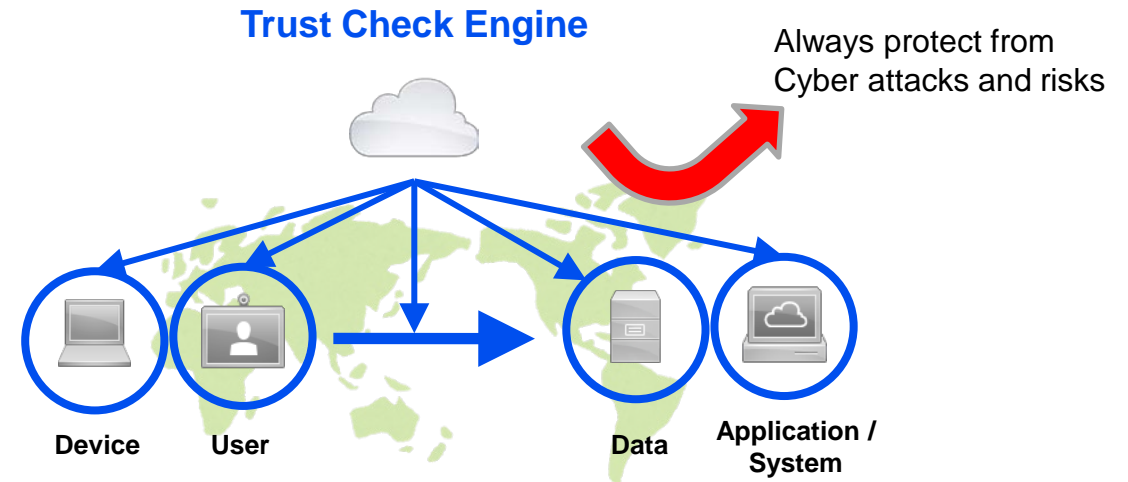 Trust Check Engine
Always protect from
Cyber attacks and risks
Device
User
Data
Application /
System